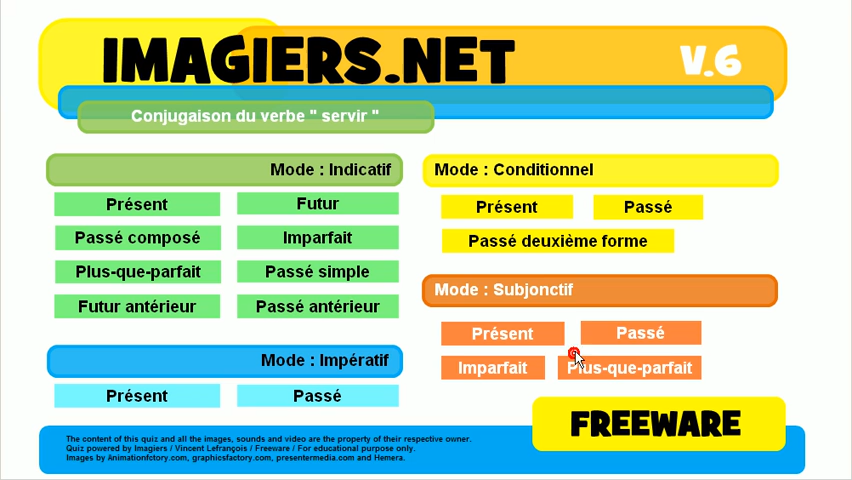 IMAGIERS.NET
V.6
Conjugaison du verbe " servir "
Mode : Indicatif
Présent
Futur
Passé composé
Imparfait
Plus-que-parfait
Passé simple
Futur antérieur
Passé antérieur
Mode : Impératif
Présent
Passé
Mode : Conditionnel
Présent
Passé
Passé deuxième forme
Mode : Subjonctif
Présent
Passé
Imparfait
Plus-que-parfait
FREEWARE
The content of this quiz and all the images, sounds and video are the property of their respective owner.
Quiz powered by Imagiers / Vincent Lefrançois / Freeware / For educational purpose only.
Images by Animationfctory.com, graphicsfactory.com, presentermedia.com and Hemera.